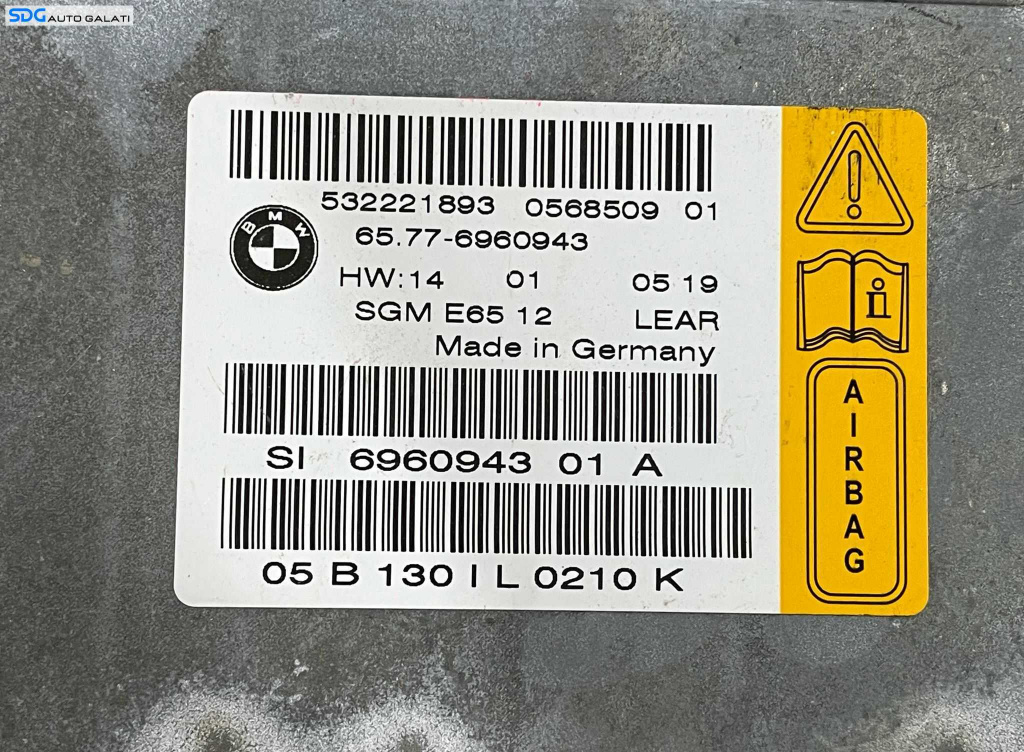 SDG AUTO GALATI
532221893 0568509 01
BMW
65.77-6960943
HW:14 01 05 19
SGM E65 12 LEAR
Made in Germany
SI 6960943 01 A
05 B 130 I L 0210 K
!
i
AIRBAG